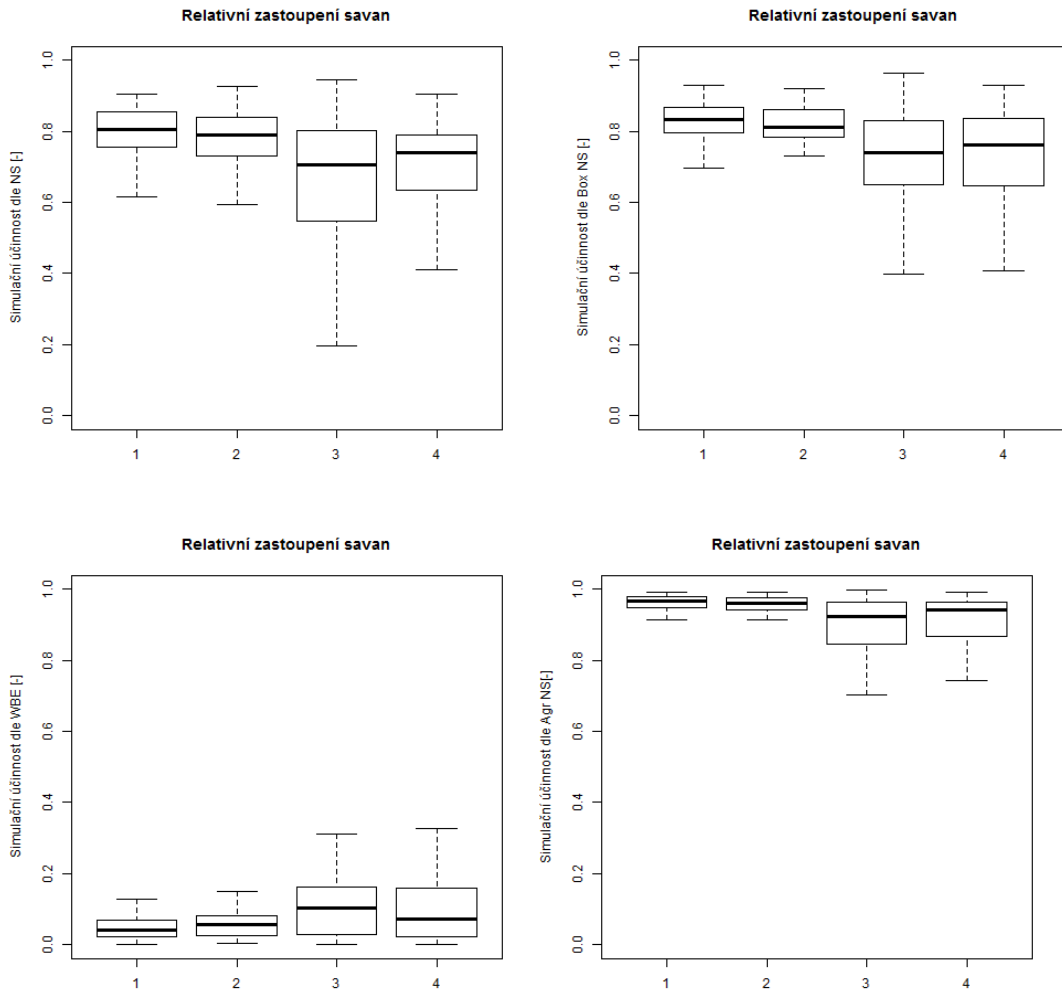 Relativní zastoupení savan
Simulační účinnost dle NS [-]
1.0
0.8
0.6
0.4
0.2
0.0
1 2 3 4
Relativní zastoupení savan
Simulační účinnost dle Box NS [-]
1.0
0.8
0.6
0.4
0.2
0.0
1 2 3 4
Relativní zastoupení savan
Simulační účinnost dle WBE [-]
1.0
0.8
0.6
0.4
0.2
0.0
1 2 3 4
Relativní zastoupení savan
Simulační účinnost dle Agr NS[-]
1.0
0.8
0.6
0.4
0.2
0.0
1 2 3 4